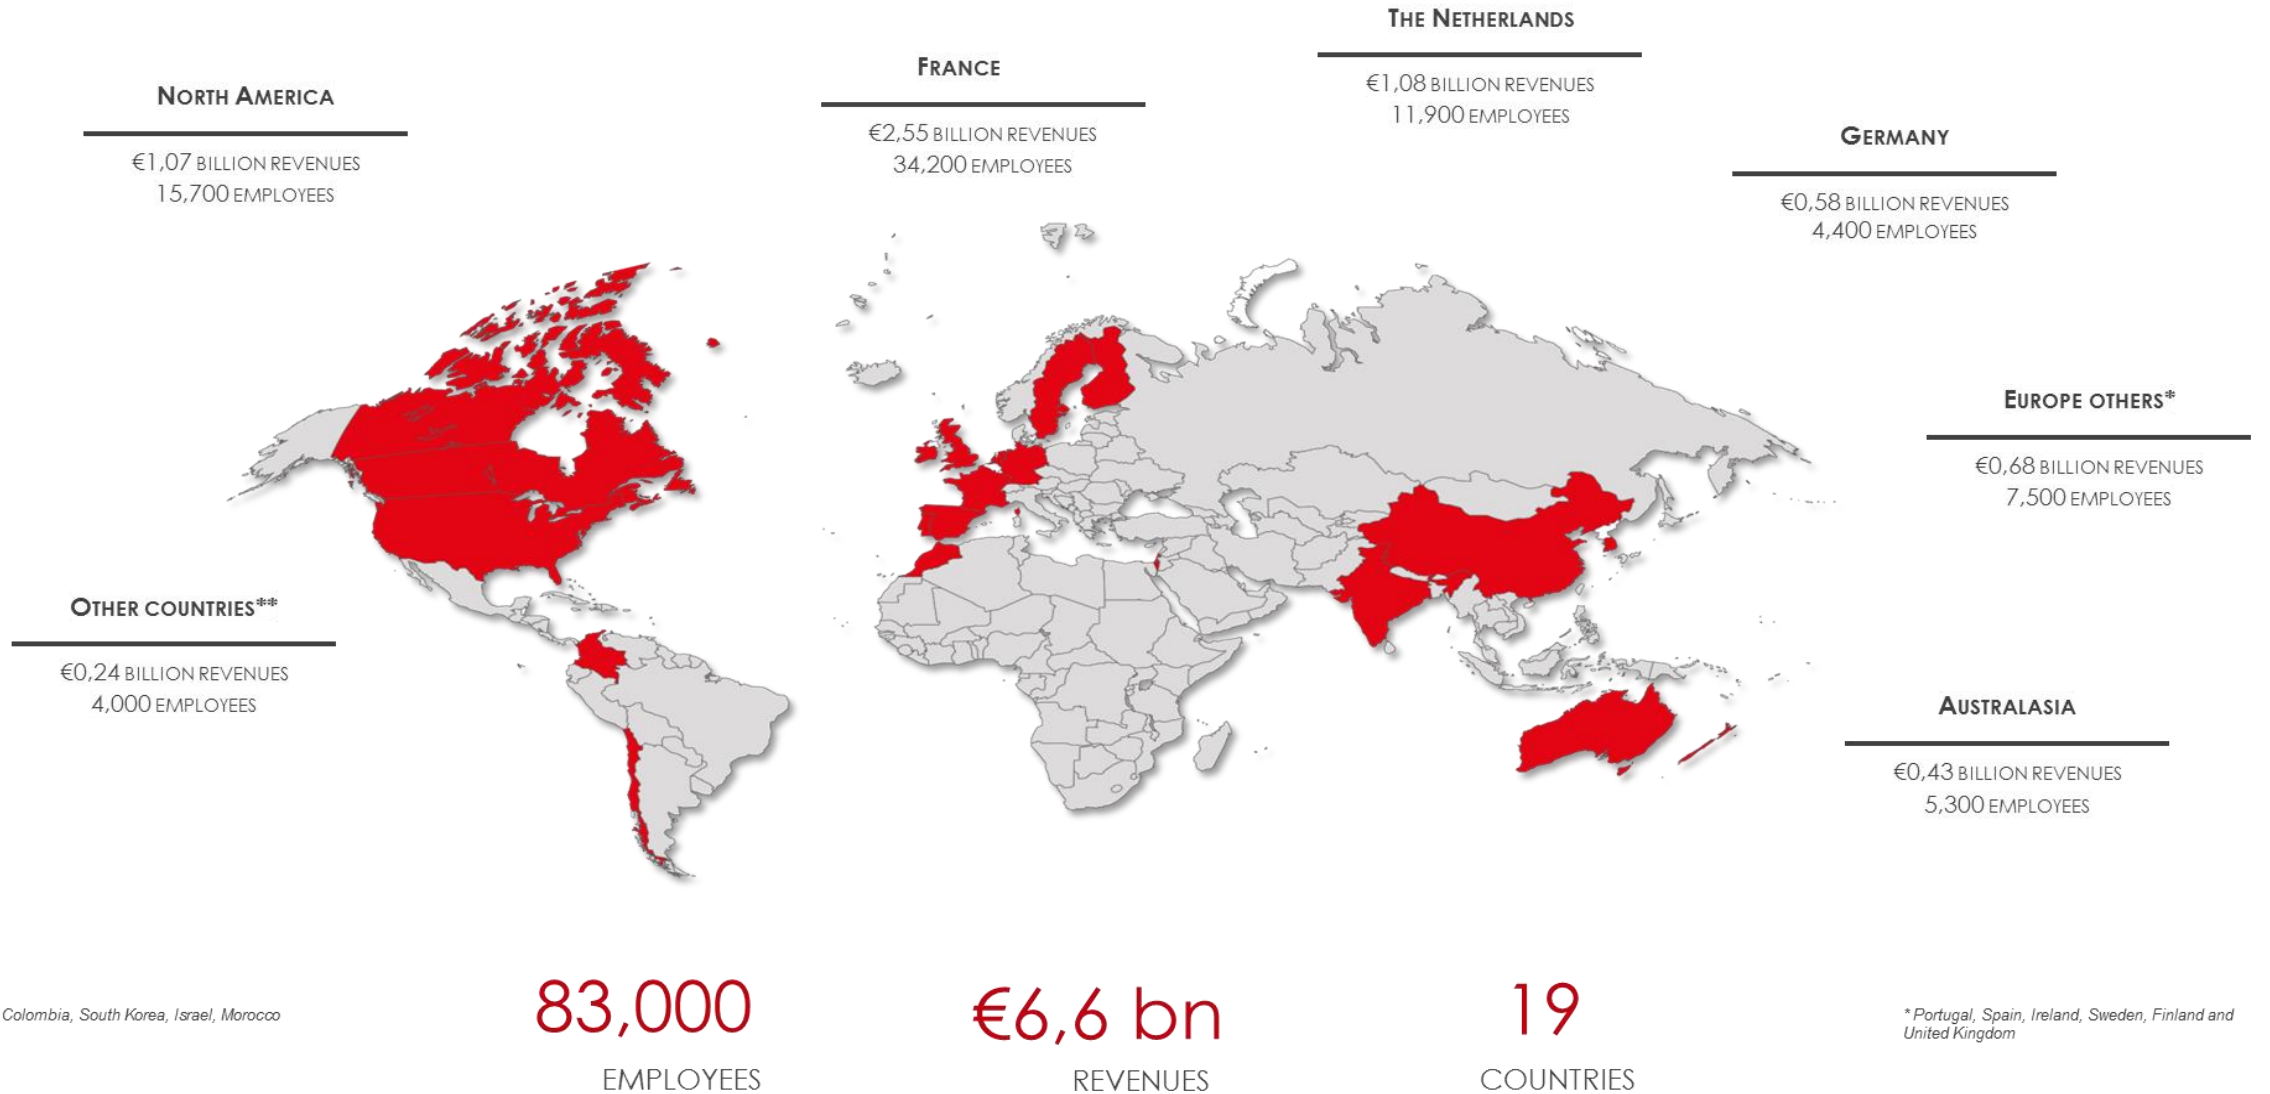 THE NETHERLANDS
€1,08 BILLION REVENUES
11,900 EMPLOYEES
FRANCE
€2,55 BILLION REVENUES
34,200 EMPLOYEES
NORTH AMERICA
€1,07 BILLION REVENUES
15,700 EMPLOYEES
GERMANY
€0,58 BILLION REVENUES
4,400 EMPLOYEES
EUROPE OTHERS*
€0,68 BILLION REVENUES
7,500 EMPLOYEES
OTHER COUNTRIES**
€0,24 BILLION REVENUES
4,000 EMPLOYEES
AUSTRALASIA
€0,43 BILLION REVENUES
5,300 EMPLOYEES
Colombia, South Korea, Israel, Morocco
83,000
EMPLOYEES
€6,6 bn
REVENUES
19
COUNTRIES
* Portugal, Spain, Ireland, Sweden, Finland and
United Kingdom